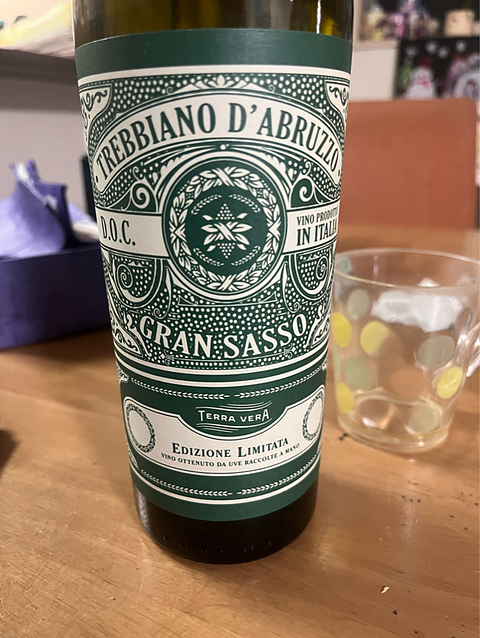 TREBBIANO D'ABRUZZO
D.O.C.
VINO PRODOTTO
IN ITALIA
GRAN SASSO
TERRA VERA
EDIZIONE LIMITATA
VINO OTTENUTO DA UVE RACCOLTE A MANO